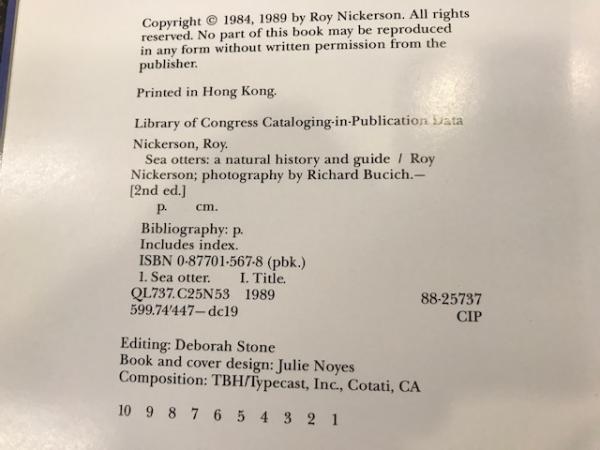 Copyright © 1984, 1989 by Roy Nickerson. All rights
reserved. No part of this book may be reproduced
in any form without written permission from the
publisher.
Printed in Hong Kong.
Library of Congress Cataloging-in-Publication Data
Nickerson, Roy.
Sea otters: a natural history and guide / Roy
Nickerson; photography by Richard Bucich.—
[2nd ed.]
p. cm.
Bibliography: p.
Includes index.
ISBN 0-87701-567-8 (pbk.)
1. Sea otter. I. Title.
QL737.C25N53 1989 88-25737
599.74'447—dc19 CIP
Editing: Deborah Stone
Book and cover design: Julie Noyes
Composition: TBH/Typecast, Inc., Cotati, CA
10 9 8 7 6 5 4 3 2 1